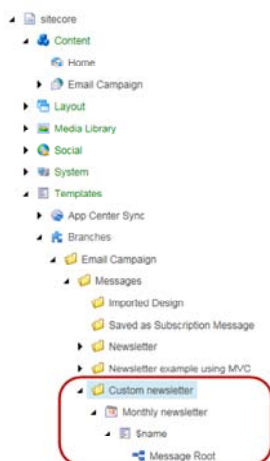 sitecore
Content
Home
Email Campaign
Layout
Media Library
Social
System
Templates
App Center Sync
Branches
Email Campaign
Messages
Imported Design
Saved as Subscription Message
Newsletter
Newsletter example using MVC
Custom newsletter
Monthly newsletter
$name
Message Root